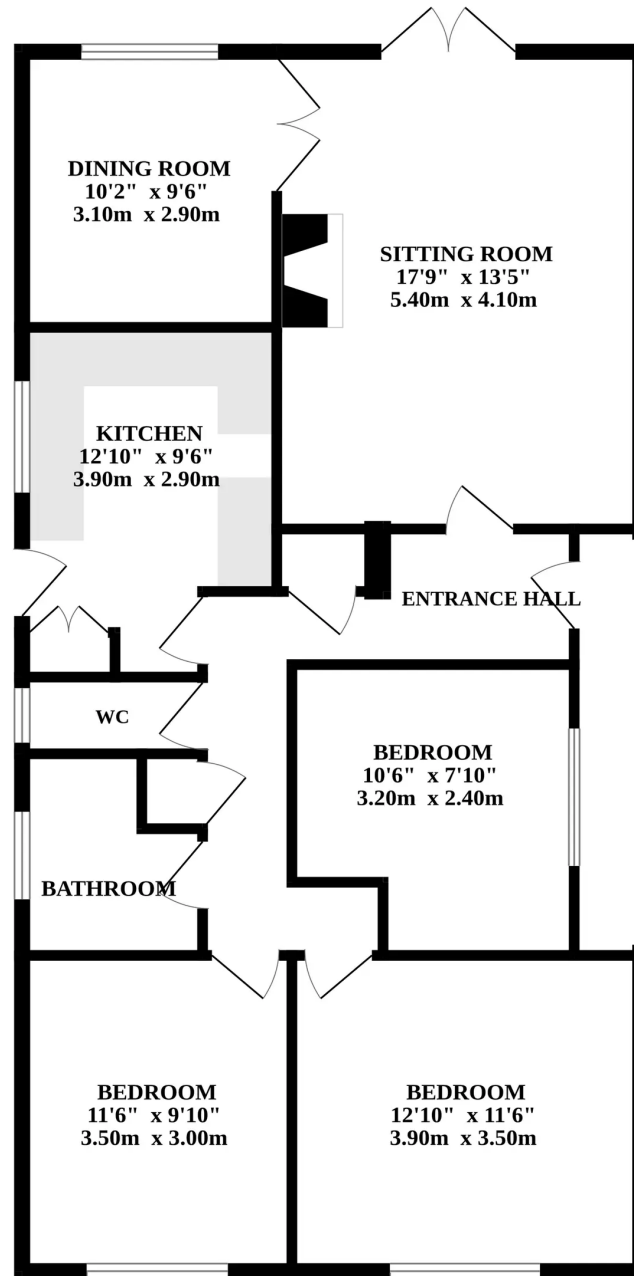 DINING ROOM
10'2" x 9'6"
3.10m x 2.90m
SITTING ROOM
17'9" x 13'5"
5.40m x 4.10m
KITCHEN
12'10" x 9'6"
3.90m x 2.90m
ENTRANCE HALL
WC
BEDROOM
10'6" x 7'10"
3.20m x 2.40m
BATHROOM
BEDROOM
11'6" x 9'10"
3.50m x 3.00m
BEDROOM
12'10" x 11'6"
3.90m x 3.50m